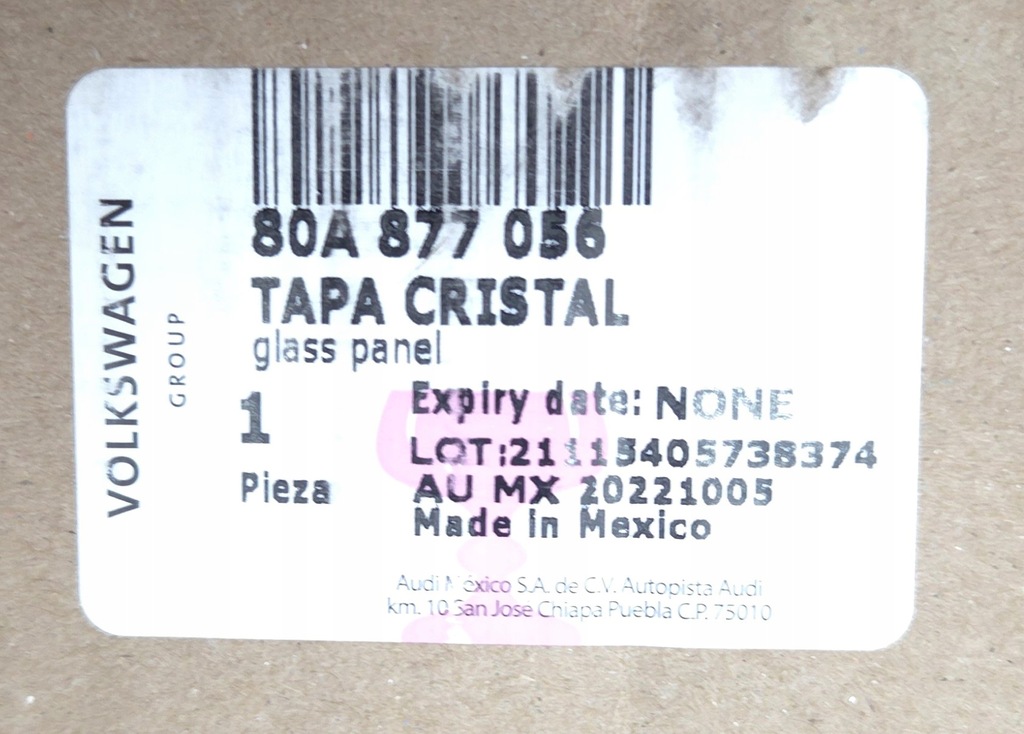 VOLKSWAGEN
GROUP
80A 877 056
TAPA CRISTAL
glass panel
1
Pieza
Expiry date: NONE
LOT:21115405738374
AU MX 20221005
Made in Mexico
Audi México S.A. de C.V. Autopista Audi
km. 10 San José Chiapa Puebla C.P. 75010